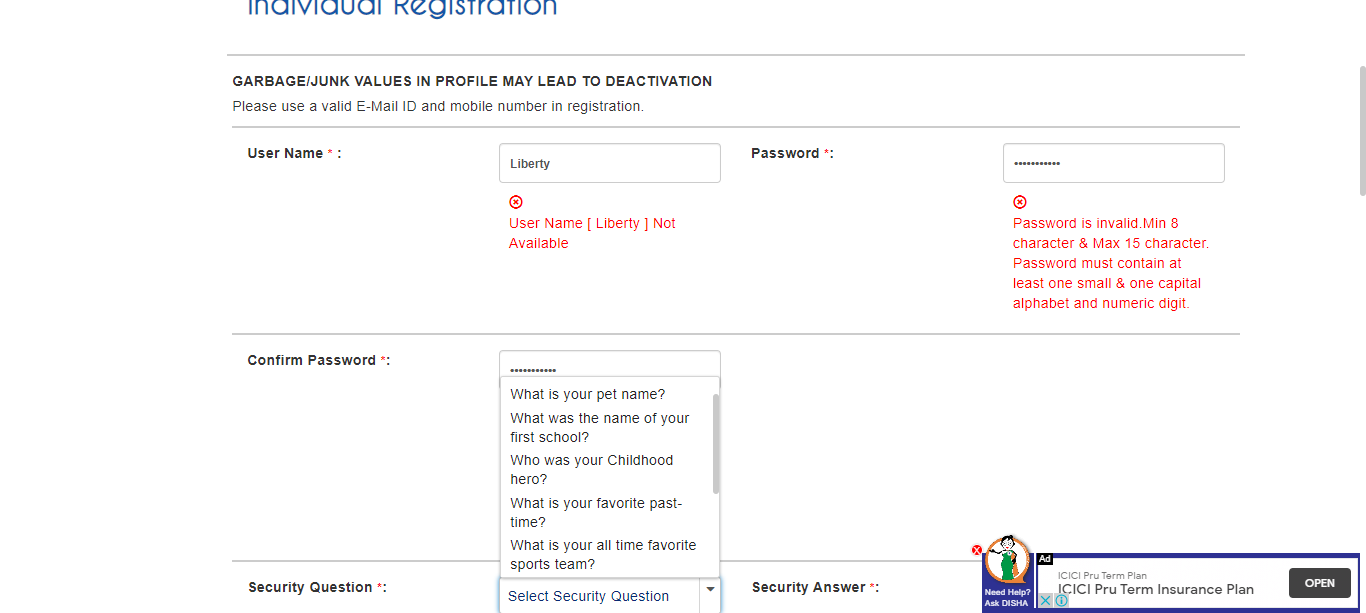 Individual Registration
GARBAGE/JUNK VALUES IN PROFILE MAY LEAD TO DEACTIVATION
Please use a valid E-Mail ID and mobile number in registration.
User Name * :
Liberty
User Name [ Liberty ] Not
Available
Password *:
•••••••••••
Password is invalid.Min 8
character & Max 15 character.
Password must contain at
least one small & one capital
alphabet and numeric digit.
Confirm Password *:
•••••••••••
What is your pet name?
What was the name of your
first school?
Who was your Childhood
hero?
What is your favorite past-
time?
What is your all time favorite
sports team?
Security Question *:
Select Security Question
Security Answer *:
Need Help?
Ask DISHA
Ad
ICICI Pru Term Plan
ICICI Pru Term Insurance Plan
OPEN